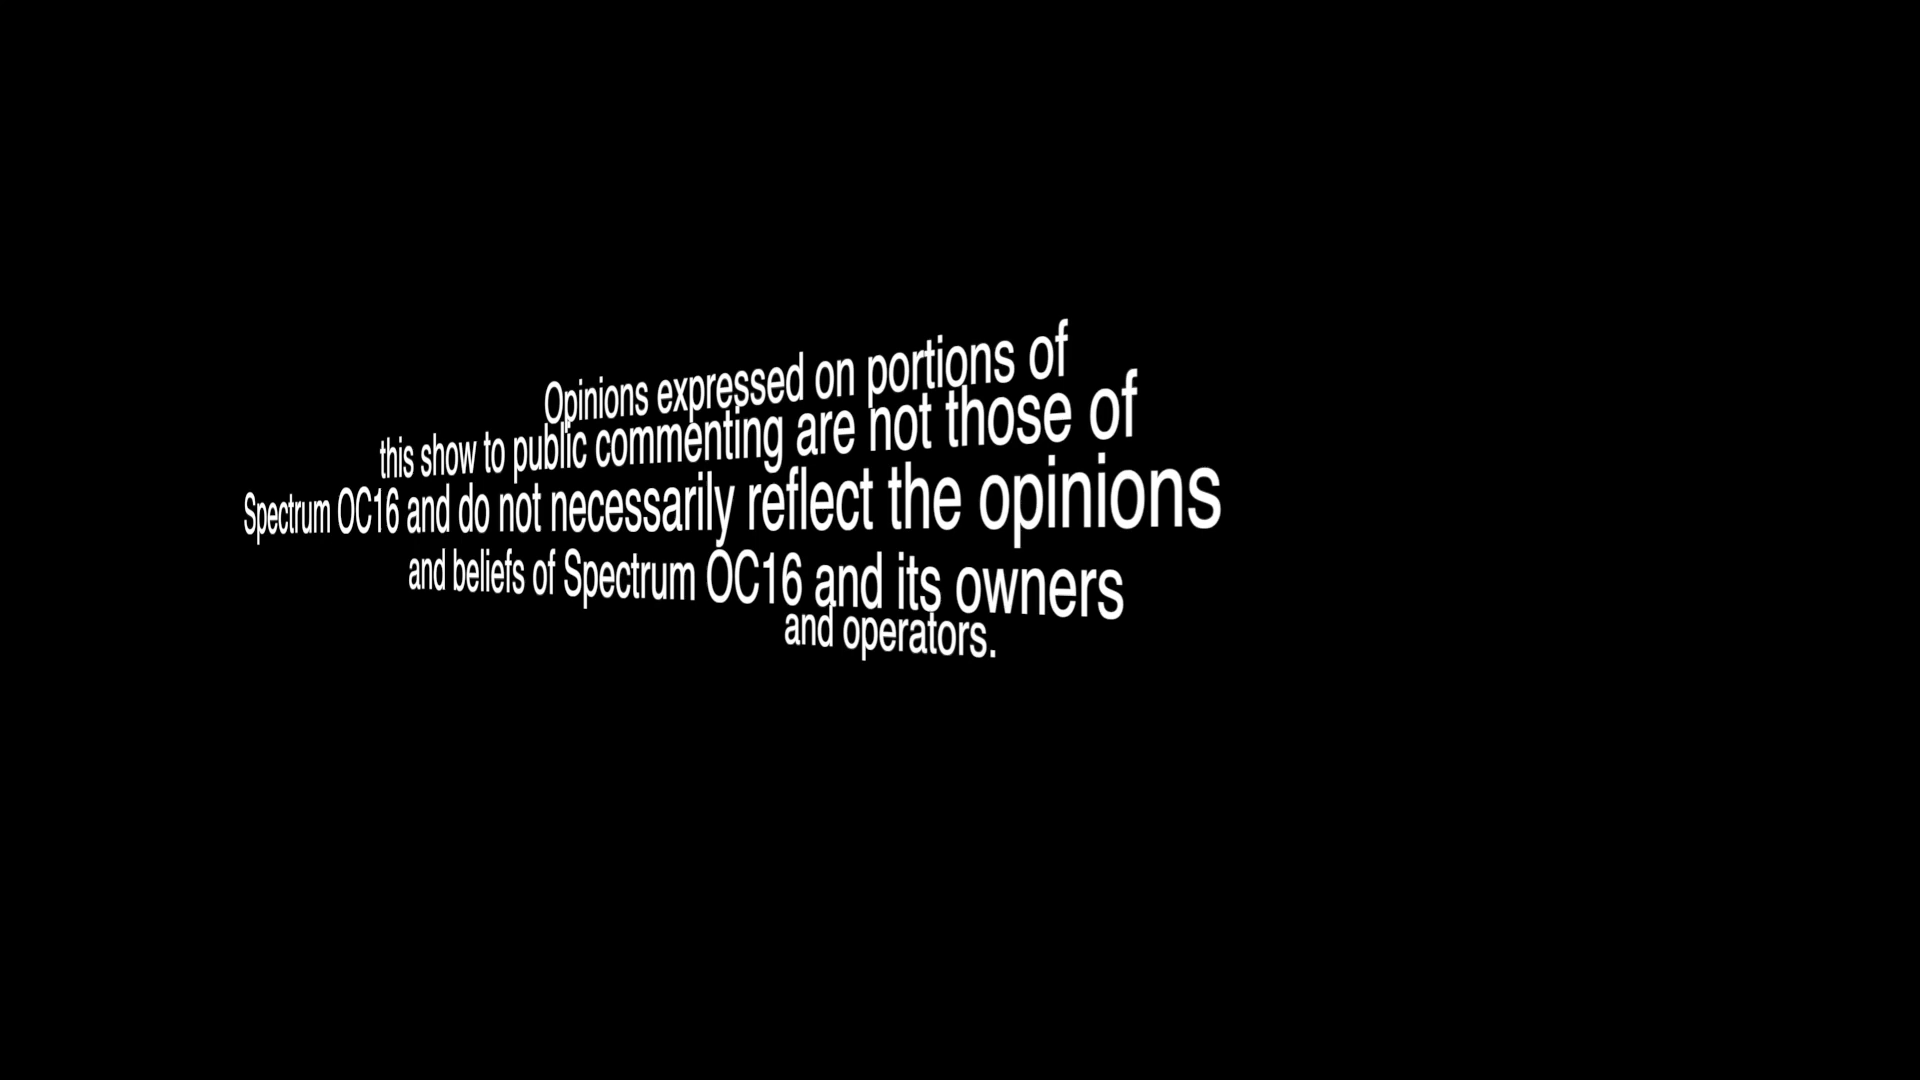 Opinions expressed on portions of
this show to public commenting are not those of
Spectrum OC16 and do not necessarily reflect the opinions
and beliefs of Spectrum OC16 and its owners
and operators.